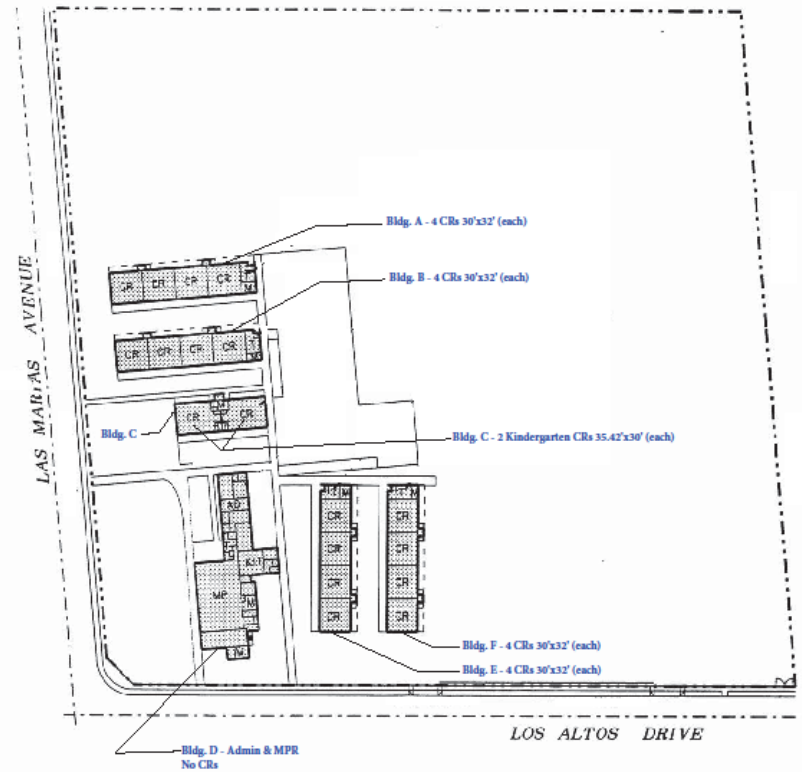 Bldg. A - 4 CRs 30'x32' (each)
CR CR CR CR
M
Bldg. B - 4 CRs 30'x32' (each)
CR CR CR CR
M
LAS MARIAS AVENUE
Bldg. C
CR M CR
Bldg. C - 2 Kindergarten CRs 35.42'x30' (each)
AD
KIT
MP
M
CR CR
CR CR
CR CR
CR CR
Bldg. F - 4 CRs 30'x32' (each)
Bldg. E - 4 CRs 30'x32' (each)
LOS ALTOS DRIVE
Bldg. D - Admin & MPR
No CRs